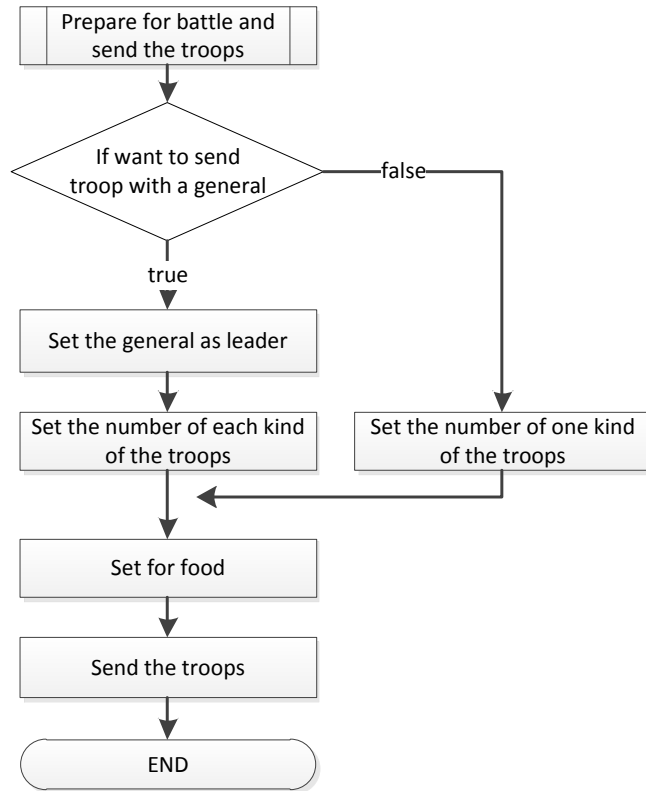 Prepare for battle and
send the troops
If want to send
troop with a general
false
true
Set the general as leader
Set the number of each kind
of the troops
Set the number of one kind
of the troops
Set for food
Send the troops
END